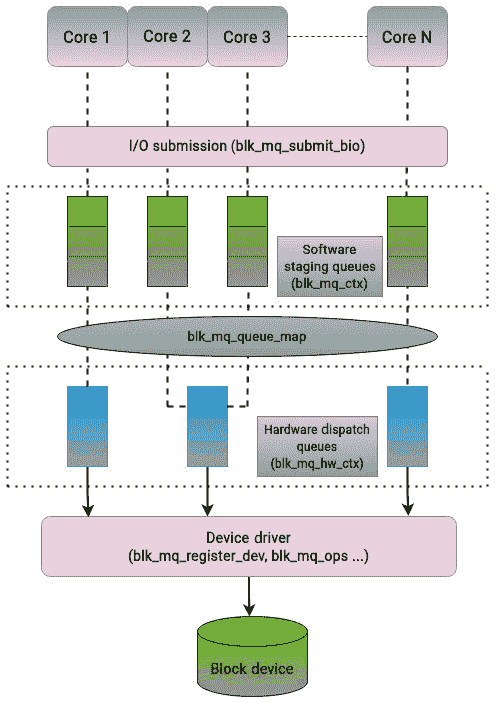 Core 1
Core 2
Core 3
Core N
I/O submission (blk_mq_submit_bio)
Software
staging queues
(blk_mq_ctx)
blk_mq_queue_map
Hardware dispatch
queues
(blk_mq_hw_ctx)
Device driver
(blk_mq_register_dev, blk_mq_ops ...)
Block device